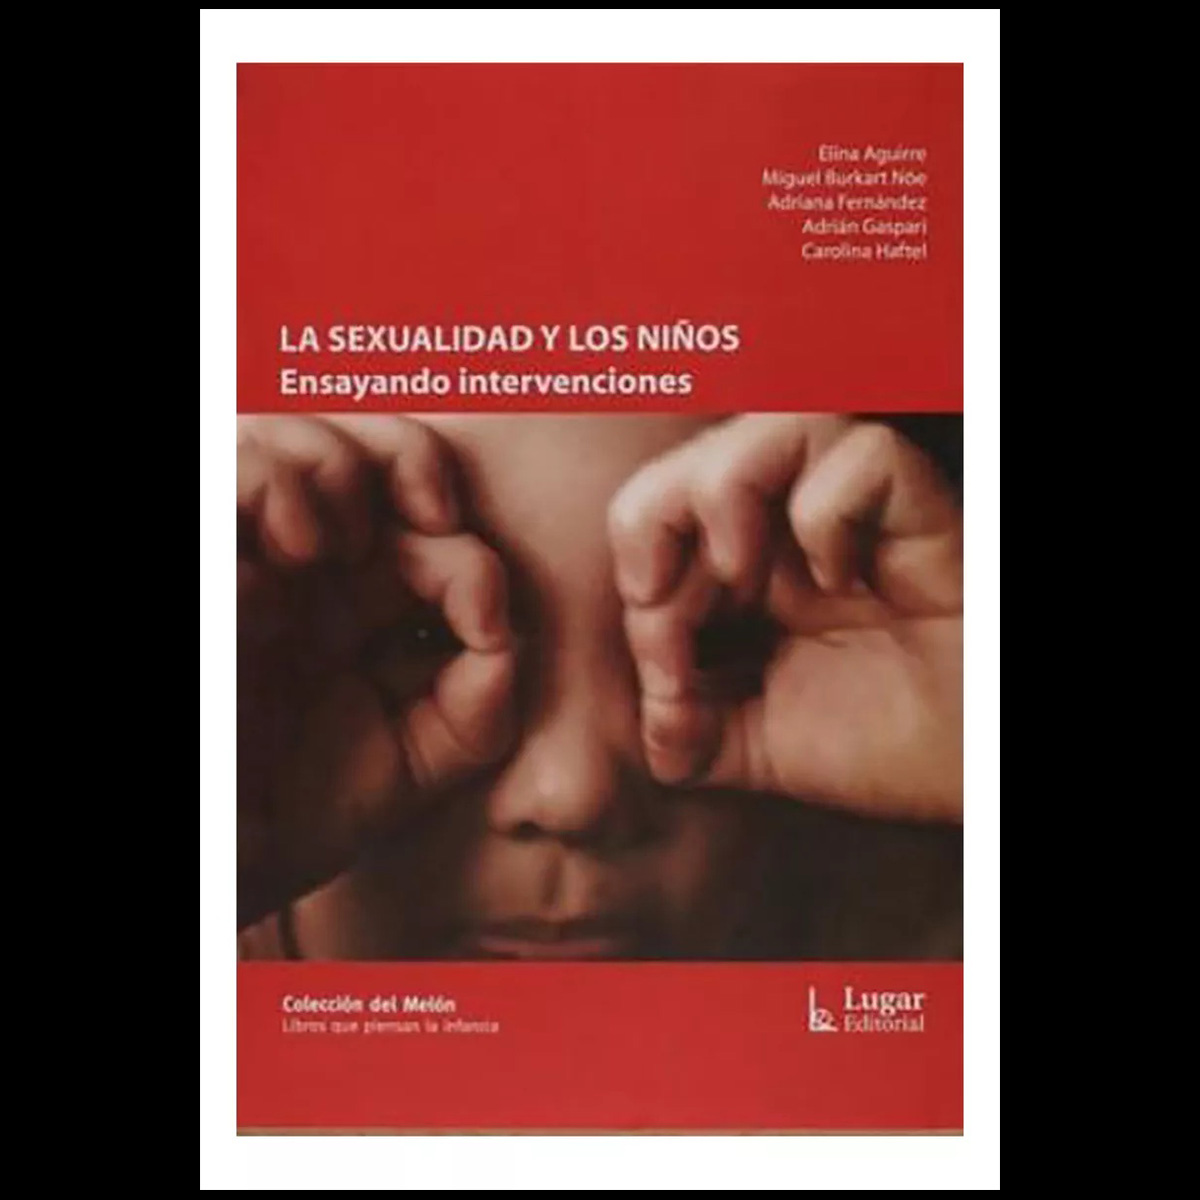 Elina Aguirre
Miguel Burkart Nöe
Adriana Fernández
Adrián Gaspari
Carolina Haftel
LA SEXUALIDAD Y LOS NIÑOS
Ensayando intervenciones
Colección del Melón
Libros que piensan la infancia
Lugar
Editorial